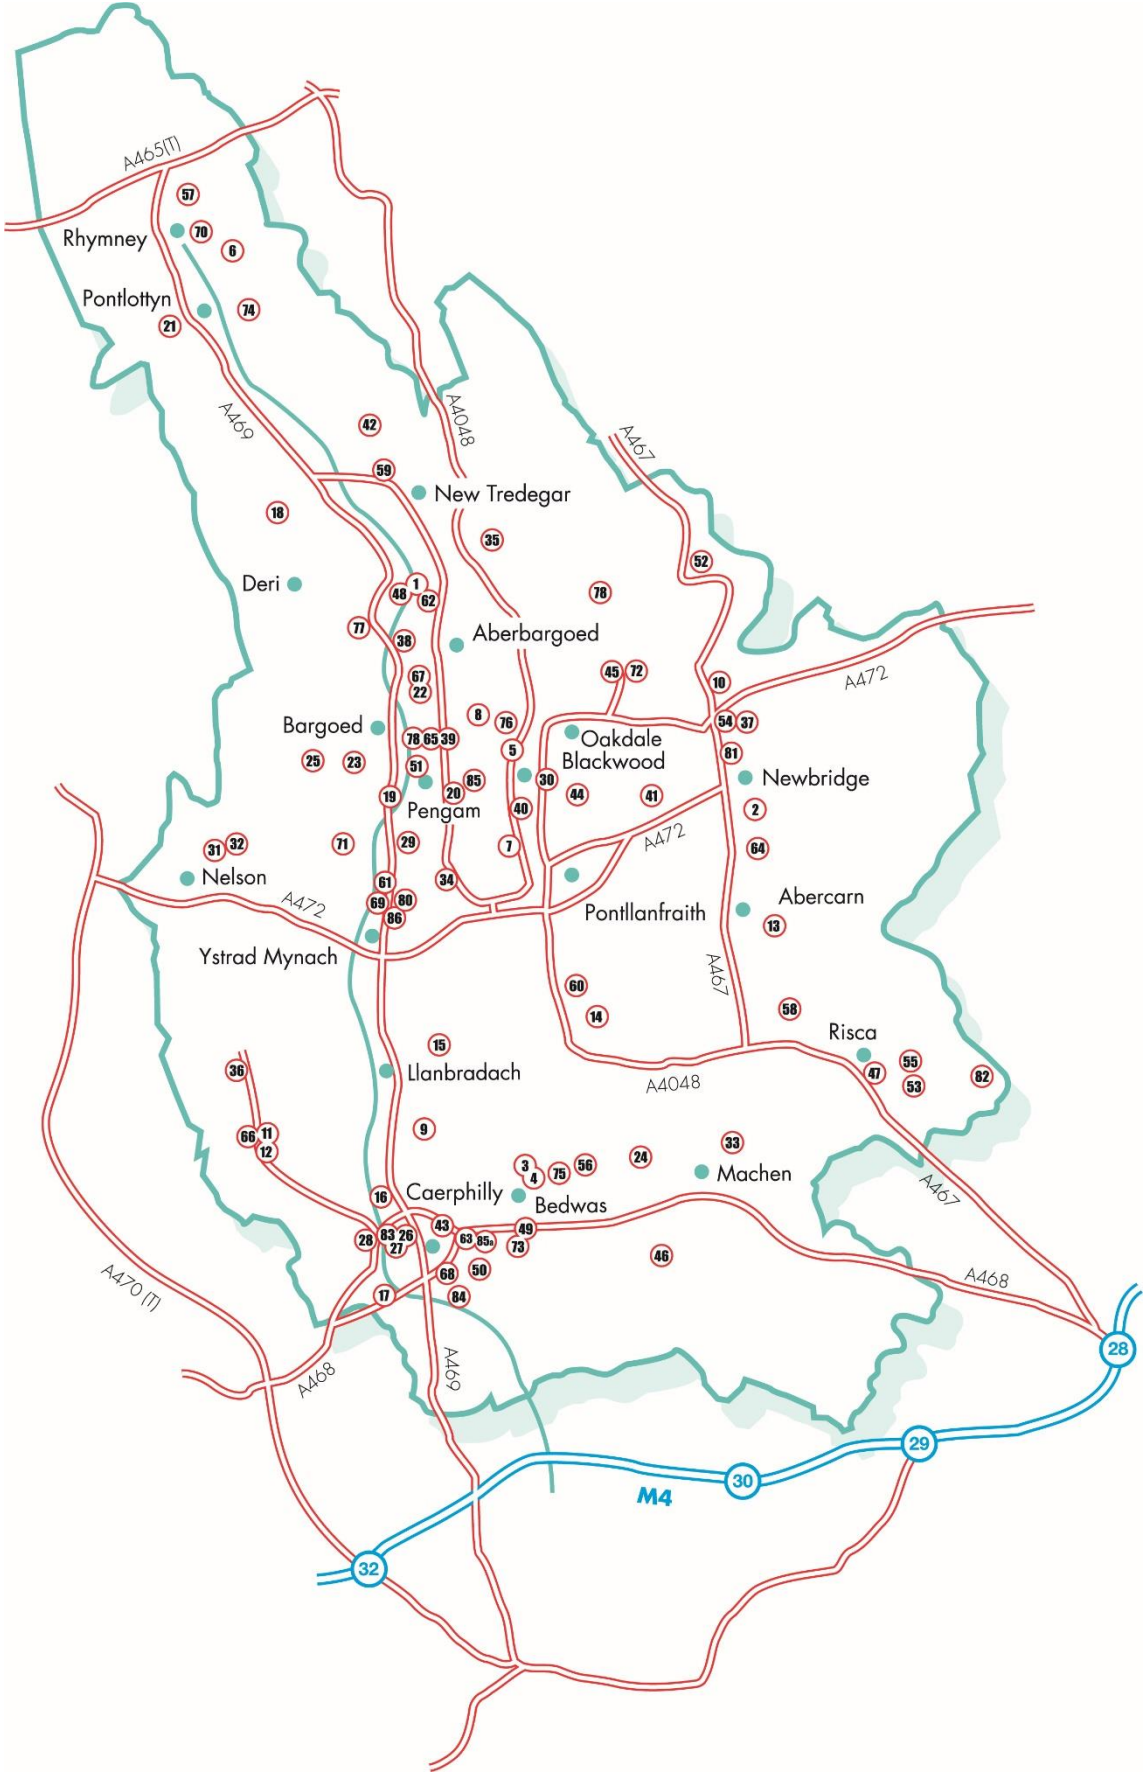 A465(T)
57
Rhymney
70
6
Pontlottyn
74
21
A469
A4048
42
A467
59
New Tredegar
18
35
52
Deri
1
48
62
78
77
38
Aberbargoed
67
22
45
72
10
A472
8
76
54
37
Bargoed
78
65
39
5
Oakdale
81
25
23
51
Blackwood
Newbridge
19
20
85
30
44
41
Pengam
40
2
31
32
71
29
7
A472
64
Nelson
61
34
A472
69
80
86
Pontllanfraith
Abercarn
13
Ystrad Mynach
A467
60
14
58
Risca
15
36
Llanbradach
47
55
53
82
A4048
66
11
12
9
33
3
4
75
56
24
Machen
16
Caerphilly
Bedwas
A467
28
83
26
27
43
63
85a
49
73
46
A470 (T)
68
50
A468
17
84
A468
A469
28
29
30
M4
32